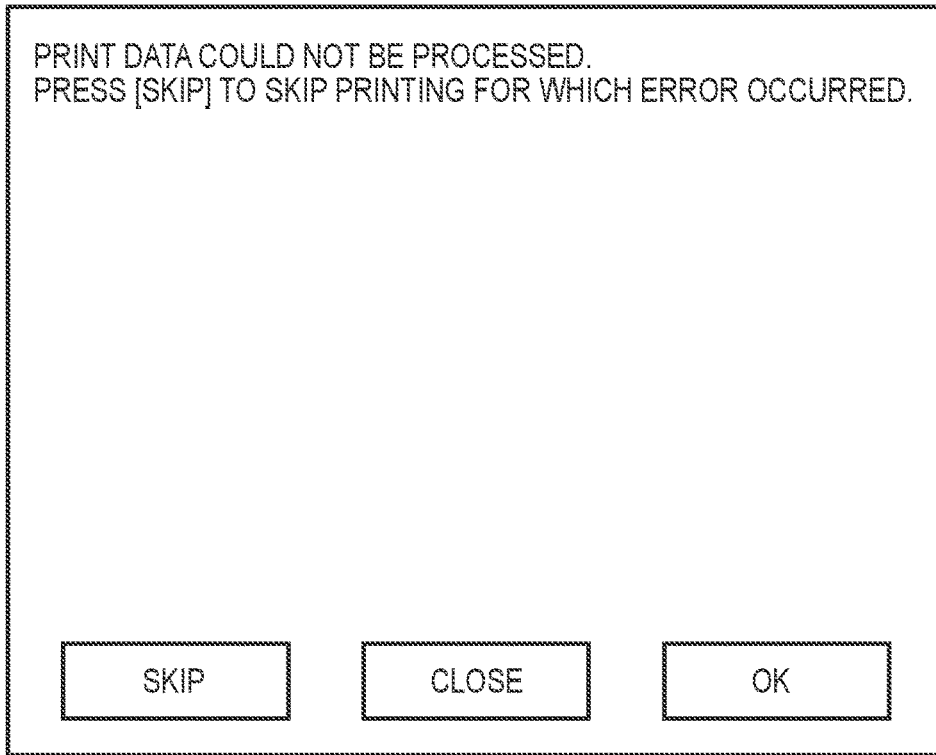 PRINT DATA COULD NOT BE PROCESSED.
PRESS [SKIP] TO SKIP PRINTING FOR WHICH ERROR OCCURRED.
SKIP
CLOSE
OK